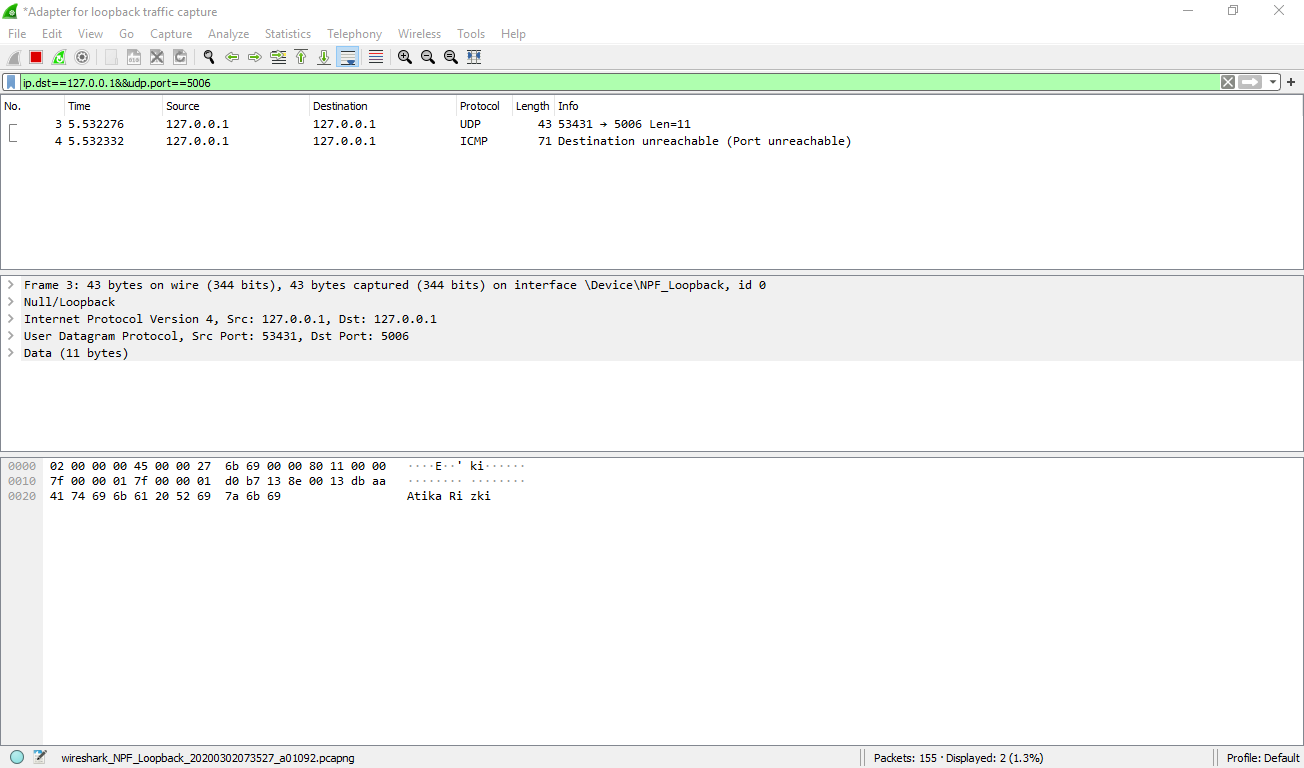 *Adapter for loopback traffic capture
File Edit View Go Capture Analyze Statistics Telephony Wireless Tools Help
ip.dst==127.0.0.1&&udp.port==5006
No. Time Source Destination Protocol Length Info
3 5.532276 127.0.0.1 127.0.0.1 UDP 43 53431 → 5006 Len=11
4 5.532332 127.0.0.1 127.0.0.1 ICMP 71 Destination unreachable (Port unreachable)
Frame 3: 43 bytes on wire (344 bits), 43 bytes captured (344 bits) on interface \Device\NPF_Loopback, id 0
Null/Loopback
Internet Protocol Version 4, Src: 127.0.0.1, Dst: 127.0.0.1
User Datagram Protocol, Src Port: 53431, Dst Port: 5006
Data (11 bytes)
0000 02 00 00 00 45 00 00 27 6b 69 00 00 80 11 00 00 ····E··' ki······
0010 7f 00 00 01 7f 00 00 01 d0 b7 13 8e 00 13 db aa ········ ········
0020 41 74 69 6b 61 20 52 69 7a 6b 69 Atika Ri zki
wireshark_NPF_Loopback_20200302073527_a01092.pcapng Packets: 155 · Displayed: 2 (1.3%) Profile: Default